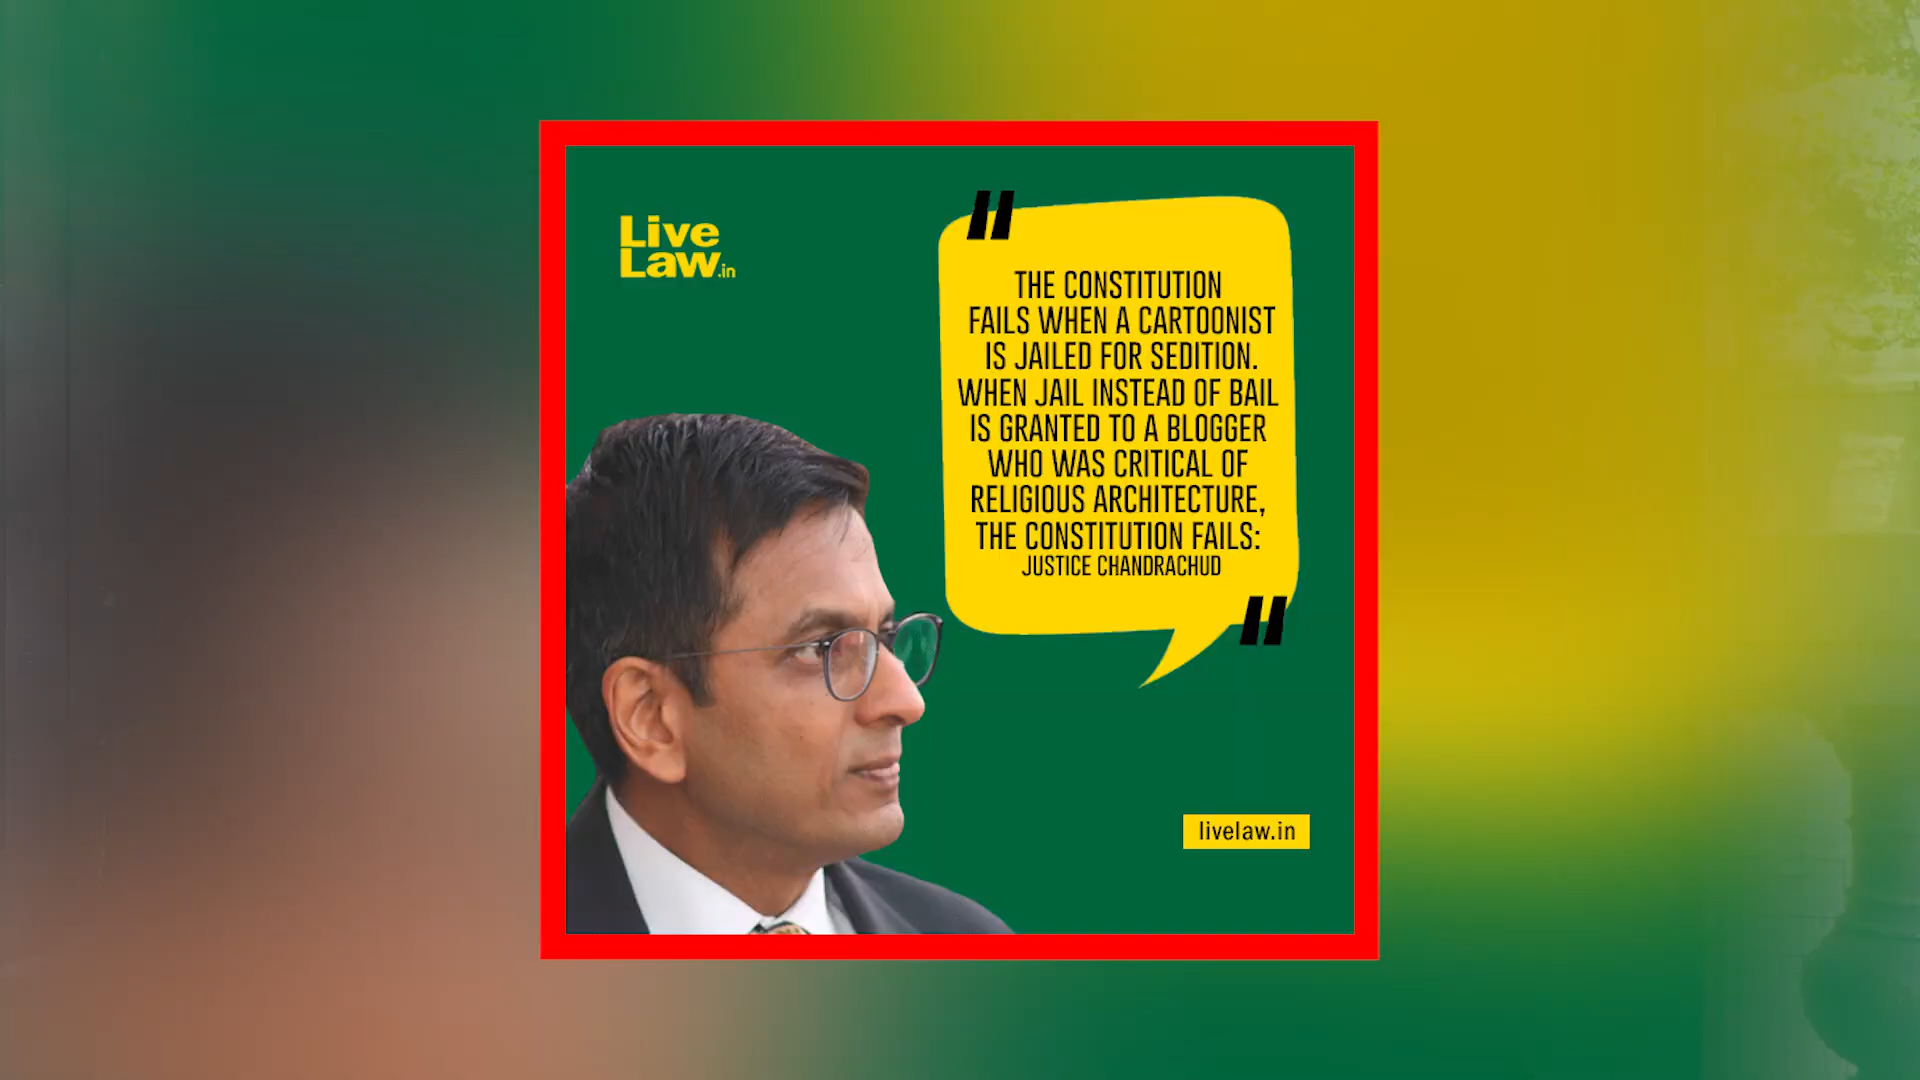 Live
Law.in
"
THE CONSTITUTION
FAILS WHEN A CARTOONIST
IS JAILED FOR SEDITION.
WHEN JAIL INSTEAD OF BAIL
IS GRANTED TO A BLOGGER
WHO WAS CRITICAL OF
RELIGIOUS ARCHITECTURE,
THE CONSTITUTION FAILS:
JUSTICE CHANDRACHUD
"
livelaw.in